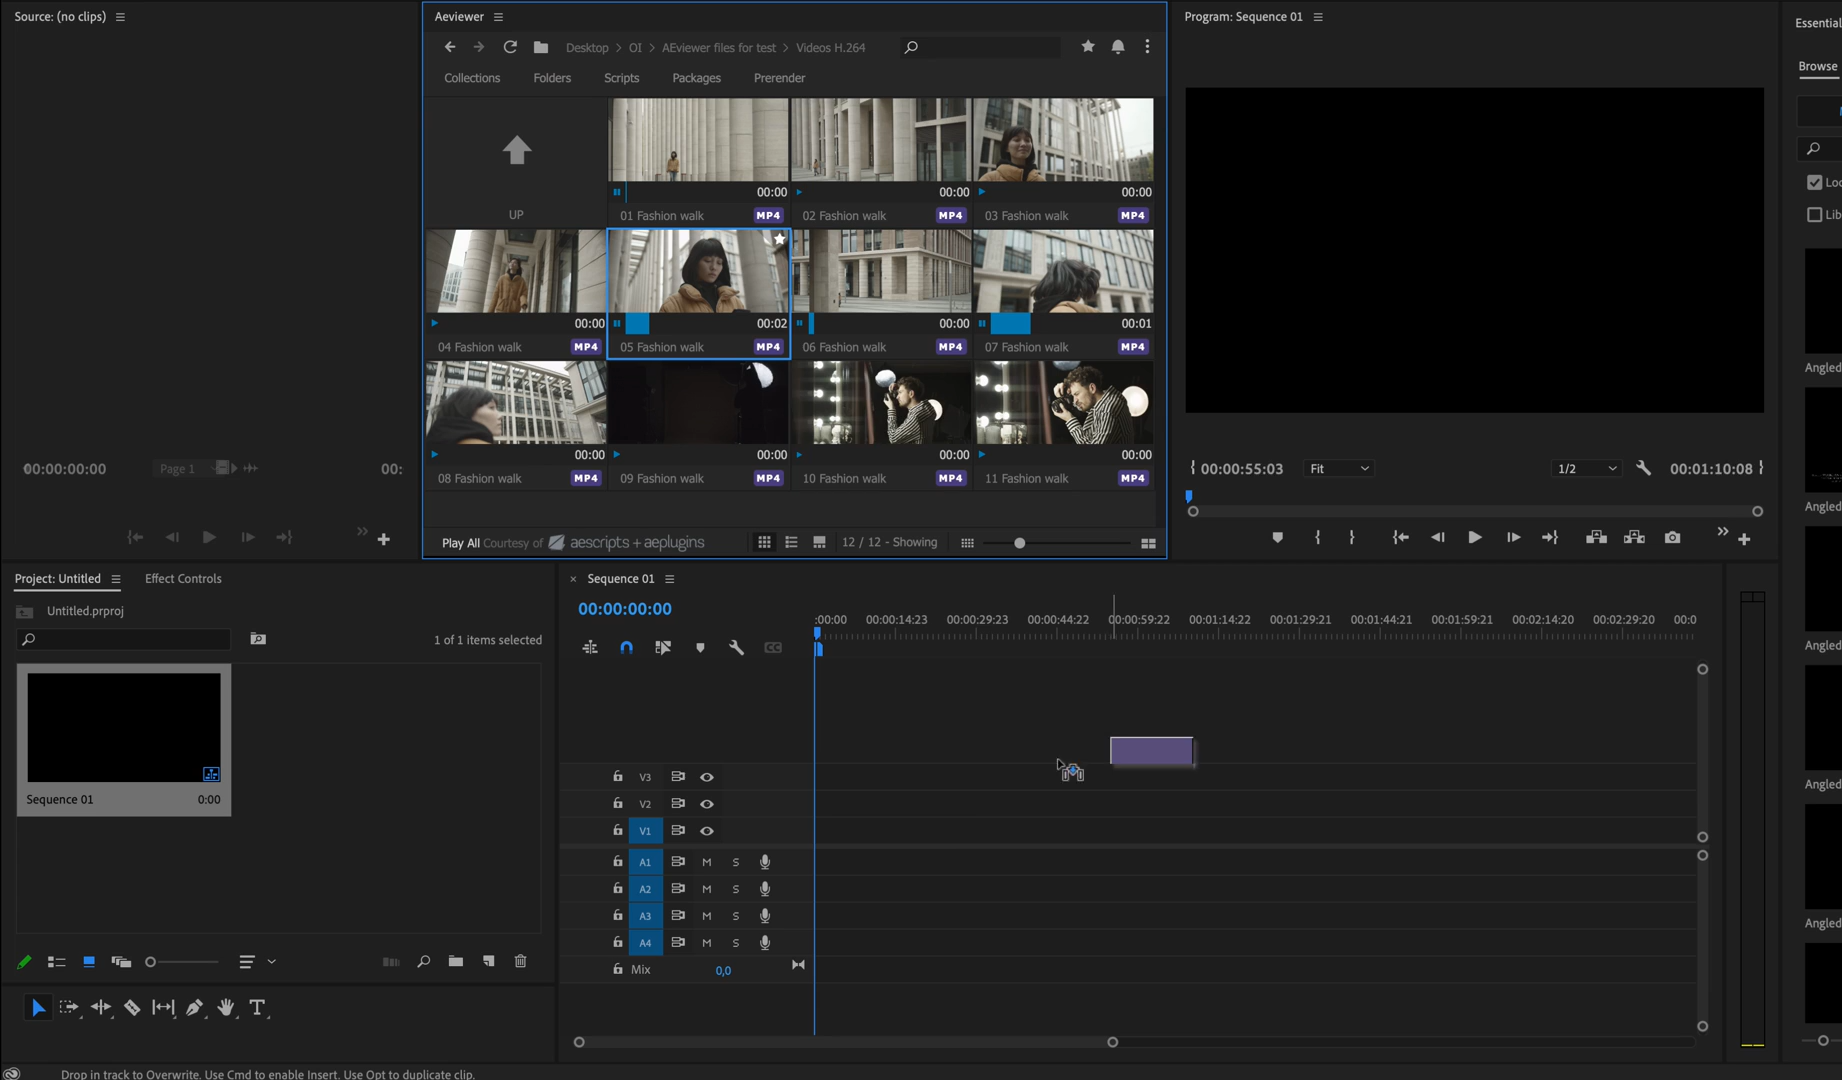 Source: (no clips)
Aeviewer
Program: Sequence 01
Essential
Desktop > OI > AEviewer files for test > Videos H.264
Browse
Collections Folders Scripts Packages Prerender
UP
00:00
01 Fashion walk MP4
00:00
02 Fashion walk MP4
00:00
03 Fashion walk MP4
Loc
Lib
00:00
04 Fashion walk MP4
00:02
05 Fashion walk MP4
00:00
06 Fashion walk MP4
00:01
07 Fashion walk MP4
Angled
00:00
08 Fashion walk MP4
00:00
09 Fashion walk MP4
00:00
10 Fashion walk MP4
00:00
11 Fashion walk MP4
00:00:00:00 Page 1 00:
00:00:55:03 Fit 1/2 00:01:10:08
Angled
Play All Courtesy of aescripts + aeplugins 12 / 12 - Showing
Project: Untitled Effect Controls
Untitled.prproj
1 of 1 items selected
Sequence 01 0:00
× Sequence 01
00:00:00:00
:00:00 00:00:14:23 00:00:29:23 00:00:44:22 00:00:59:22 00:01:14:22 00:01:29:21 00:01:44:21 00:01:59:21 00:02:14:20 00:02:29:20 00:0
CC
Angled
V3
V2
V1
A1 M S
A2 M S
A3 M S
A4 M S
Mix 0,0
Angled
Angled
T
Drop in track to Overwrite. Use Cmd to enable Insert. Use Opt to duplicate clip.